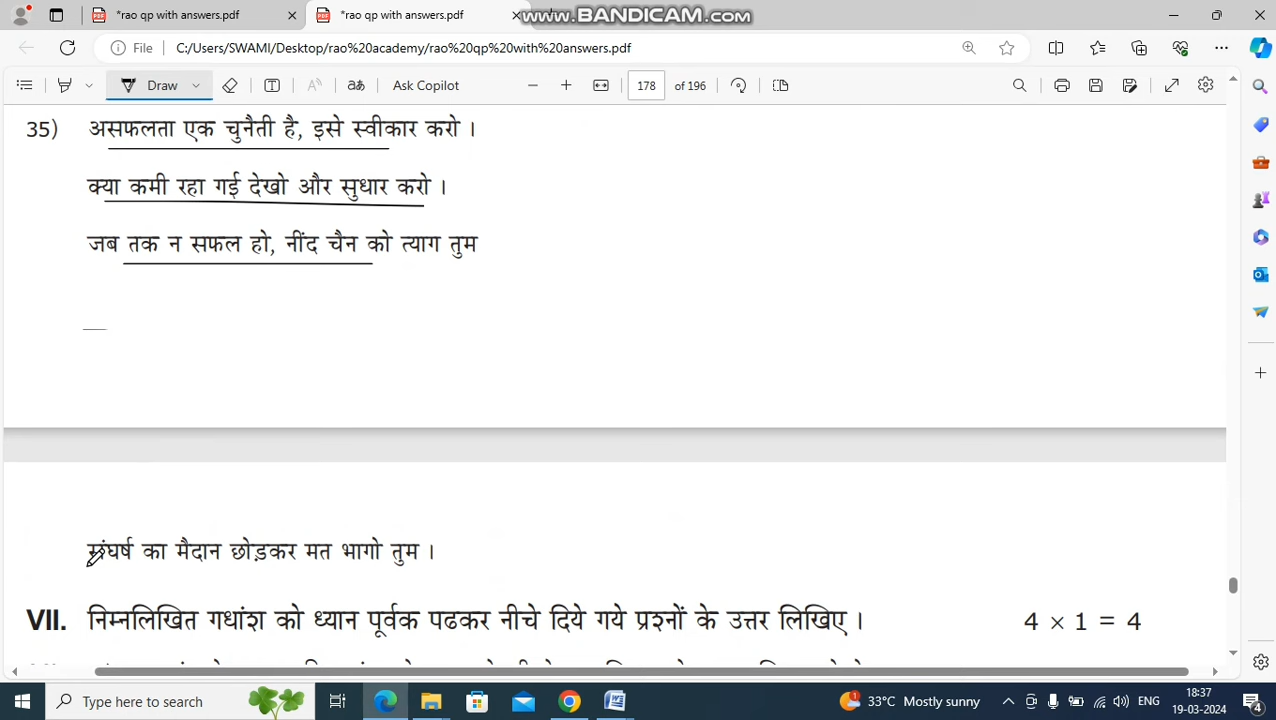 *rao qp with answers.pdf
*rao qp with answers.pdf
www.BANDICAM.com
File C:/Users/SWAMI/Desktop/rao%20academy/rao%20qp%20with%20answers.pdf
Draw
Ask Copilot
178 of 196
35) असफलता एक चुनैती है, इसे स्वीकार करो ।
क्या कमी रहा गई देखो और सुधार करो ।
जब तक न सफल हो, नींद चैन को त्याग तुम
संघर्ष का मैदान छोड़कर मत भागो तुम ।
VII. निम्नलिखित गधांश को ध्यान पूर्वक पढकर नीचे दिये गये प्रश्नों के उत्तर लिखिए । 4 × 1 = 4
Type here to search
1
33°C Mostly sunny
ENG
18:37
19-03-2024
4